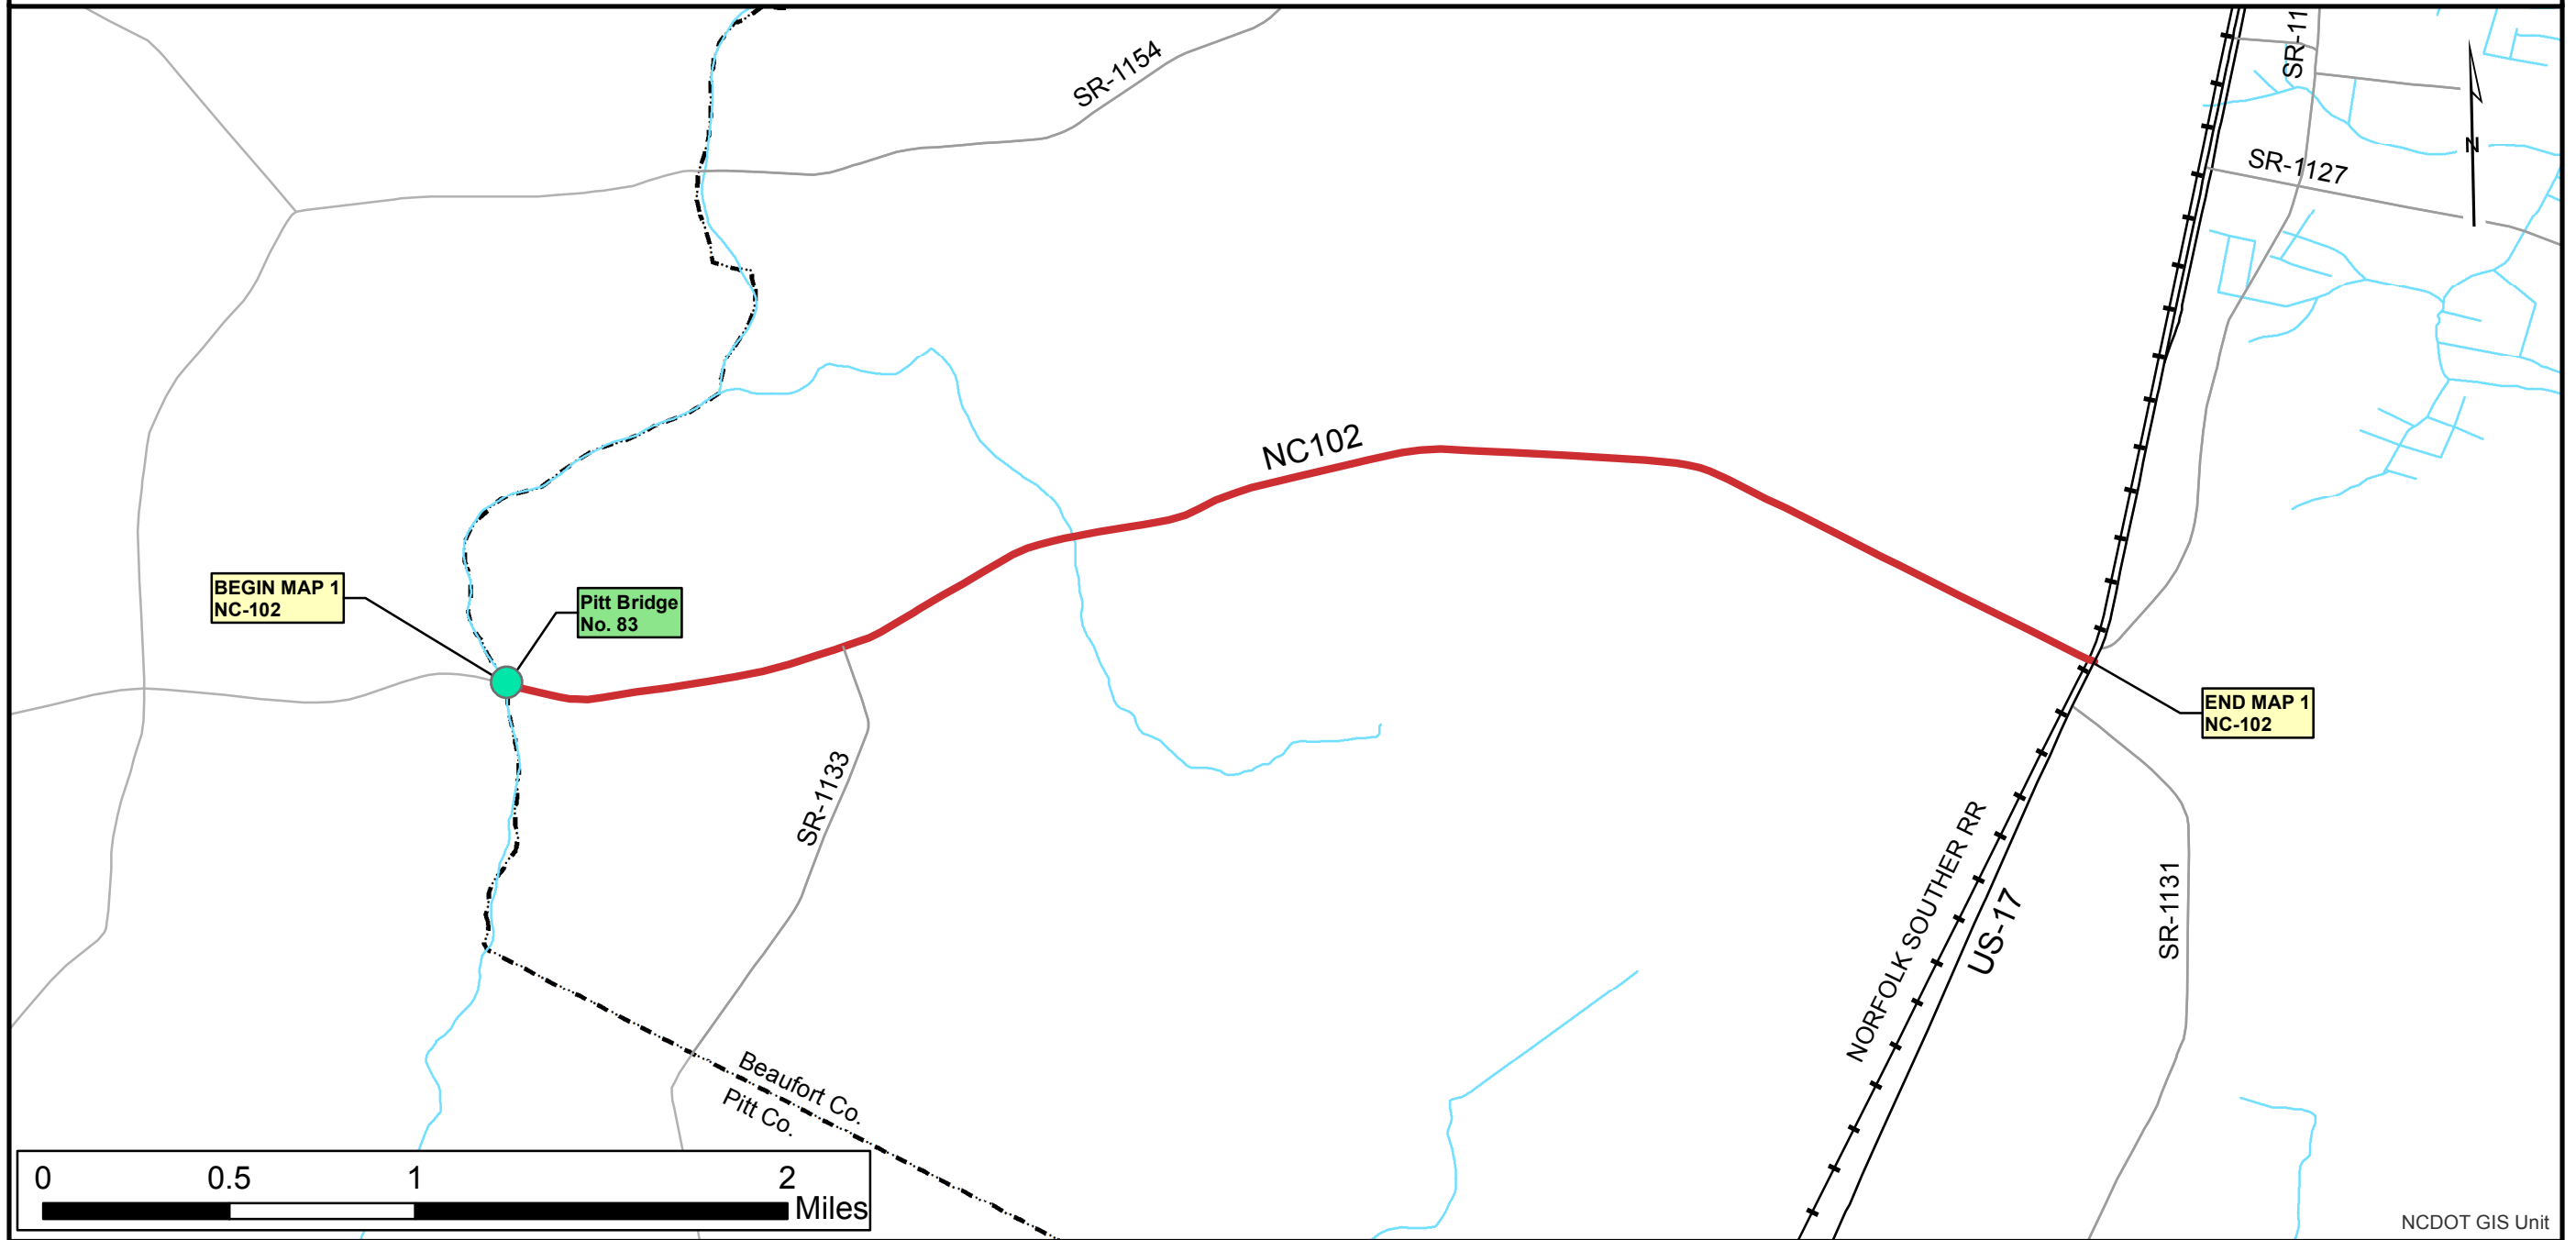 SR-1154
SR-11
N
SR-1127
NC102
BEGIN MAP 1
NC-102
Pitt Bridge
No. 83
END MAP 1
NC-102
SR-1133
NORFOLK SOUTHER RR
US-17
SR-1131
Beaufort Co.
Pitt Co.
0 0.5 1 2
Miles
NCDOT GIS Unit